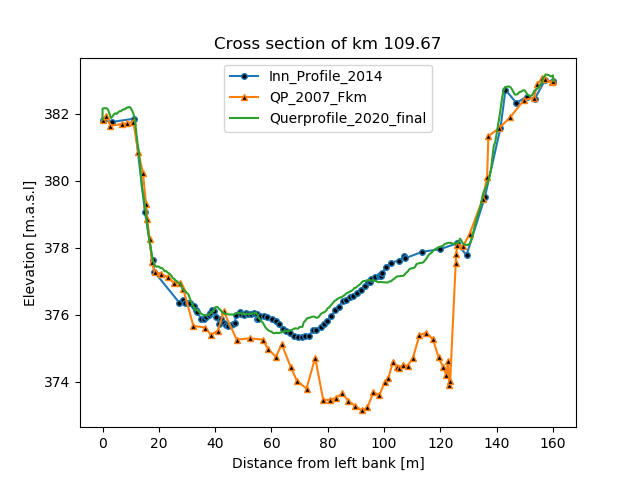 Cross section of km 109.67
Inn_Profile_2014
QP_2007_Fkm
Querprofile_2020_final
Elevation [m.a.s.l]
382
380
378
376
374
0 20 40 60 80 100 120 140 160
Distance from left bank [m]